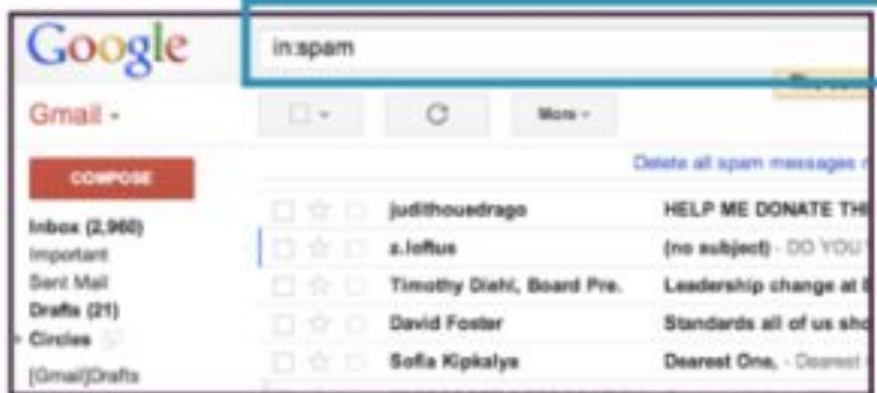 Google
in:spam
Gmail
More
Delete all spam messages
COMPOSE
judithouedrago HELP ME DONATE THI
Inbox (2,960)
z.loftus (no subject) - DO YOU
Important
Sent Mail
Timothy Diehl, Board Pre. Leadership change at
Drafts (21)
David Foster Standards all of us sho
Circles
Sofia Kipkalya Dearest One, - Dearest
[Gmail]Drafts